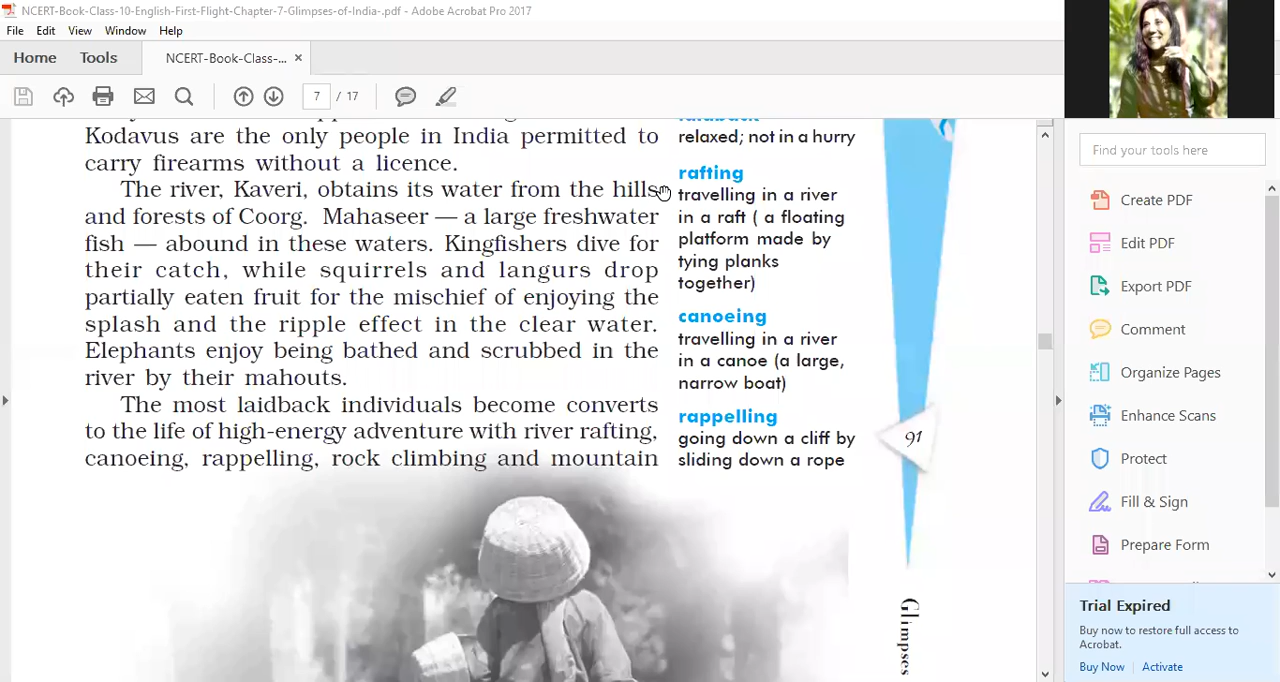 NCERT-Book-Class-10-English-First-Flight-Chapter-7-Glimpses-of-India-.pdf - Adobe Acrobat Pro 2017
File Edit View Window Help
Home Tools NCERT-Book-Class-... ×
7 / 17
Kodavus are the only people in India permitted to
carry firearms without a licence.
The river, Kaveri, obtains its water from the hills
and forests of Coorg. Mahaseer — a large freshwater
fish — abound in these waters. Kingfishers dive for
their catch, while squirrels and langurs drop
partially eaten fruit for the mischief of enjoying the
splash and the ripple effect in the clear water.
Elephants enjoy being bathed and scrubbed in the
river by their mahouts.
The most laidback individuals become converts
to the life of high-energy adventure with river rafting,
canoeing, rappelling, rock climbing and mountain
laidback
relaxed; not in a hurry
rafting
travelling in a river
in a raft ( a floating
platform made by
tying planks
together)
canoeing
travelling in a river
in a canoe (a large,
narrow boat)
rappelling
going down a cliff by
sliding down a rope
91
Glimpses
Find your tools here
Create PDF
Edit PDF
Export PDF
Comment
Organize Pages
Enhance Scans
Protect
Fill & Sign
Prepare Form
Trial Expired
Buy now to restore full access to
Acrobat.
Buy Now Activate